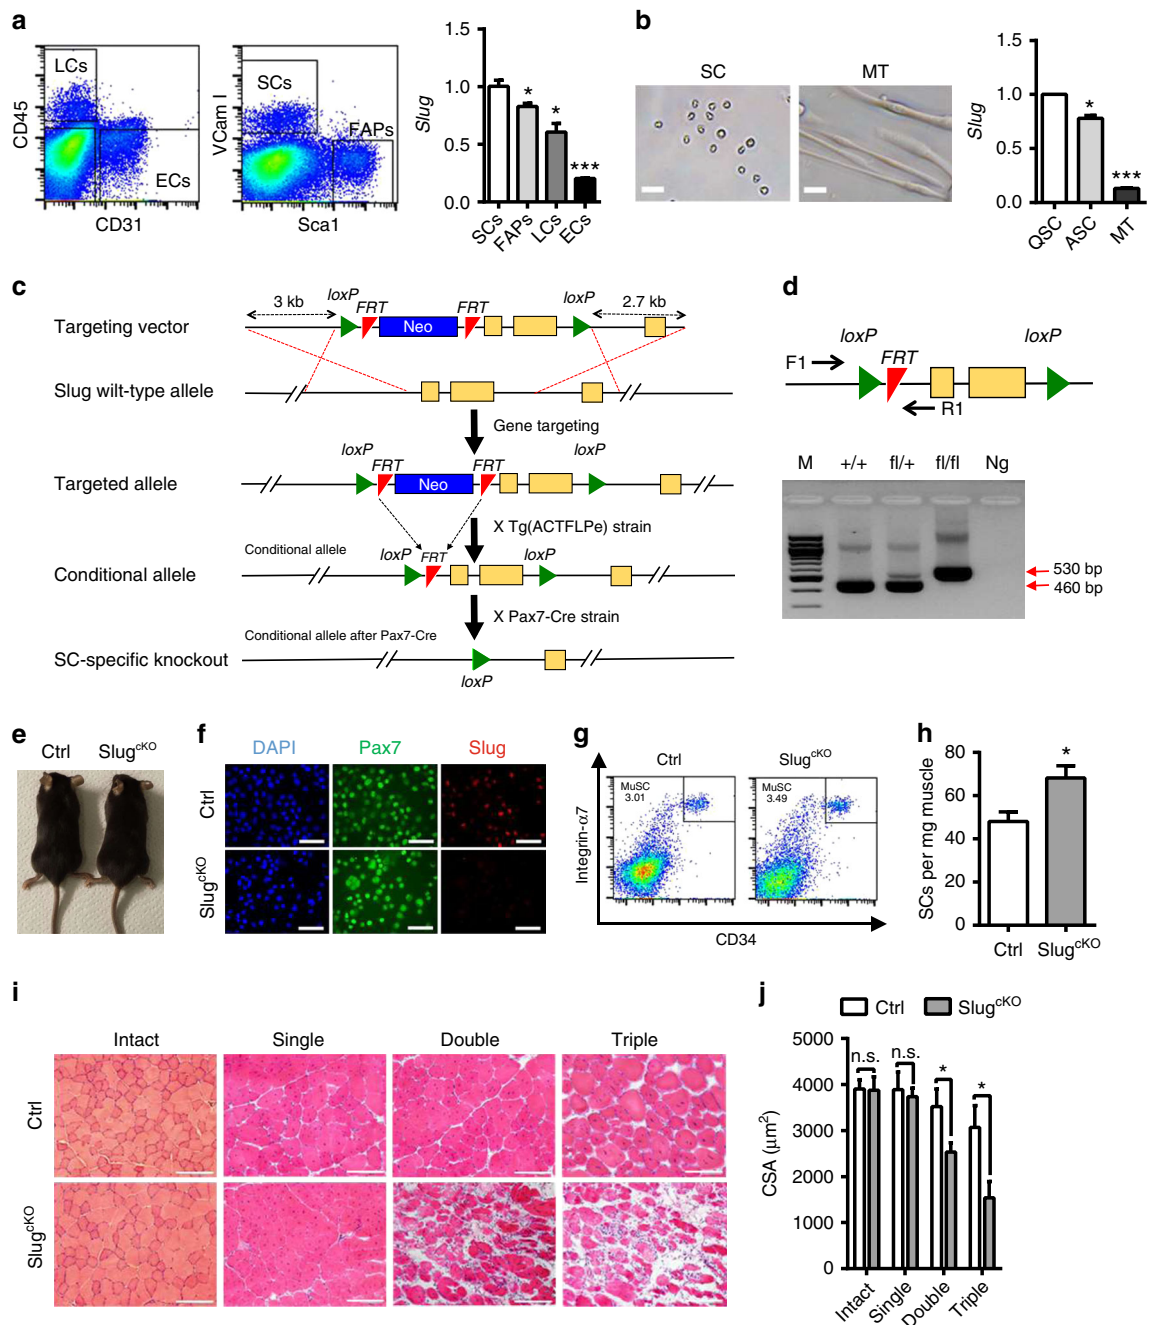 a
LCs
CD45
ECs
CD31
SCs
VCam I
FAPs
Sca1
Slug
1.5
1.0
0.5
0.0
*
*
***
SCs
FAPs
LCs
ECs
b
SC
MT
Slug
1.5
1.0
0.5
0.0
*
***
QSC
ASC
MT
c
Targeting vector
3 kb
loxP
FRT
Neo
FRT
loxP
2.7 kb
Slug wilt-type allele
Gene targeting
Targeted allele
loxP
FRT
Neo
FRT
loxP
X Tg(ACTFLPe) strain
Conditional allele
Conditional allele
loxP
FRT
loxP
X Pax7-Cre strain
Conditional allele after Pax7-Cre
SC-specific knockout
loxP
d
loxP
FRT
loxP
F1
R1
M +/+ fl/+ fl/fl Ng
530 bp
460 bp
e
Ctrl SlugcKO
f
DAPI Pax7 Slug
Ctrl
SlugcKO
g
Ctrl SlugcKO
MuSC
3.01
MuSC
3.49
Integrin-α7
CD34
h
SCs per mg muscle
80
60
40
20
0
*
Ctrl SlugcKO
i
Intact Single Double Triple
Ctrl
SlugcKO
j
Ctrl SlugcKO
CSA (μm2)
5000
4000
3000
2000
1000
0
n.s.
n.s.
*
*
Intact
Single
Double
Triple